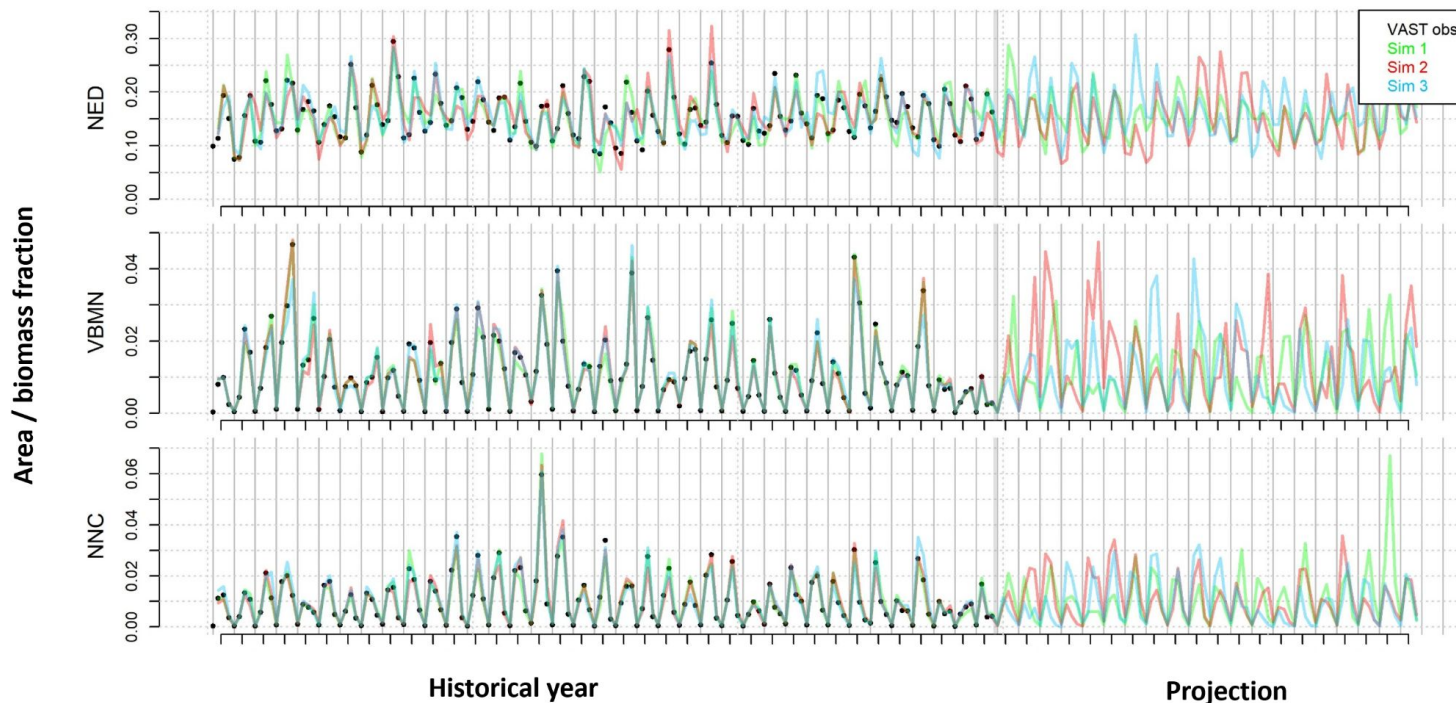 VAST obs
Sim 1
Sim 2
Sim 3
Area / biomass fraction
NED
0.30
0.20
0.10
0.00
VBMN
0.04
0.02
0.00
NNC
0.06
0.04
0.02
0.00
Historical year
Projection